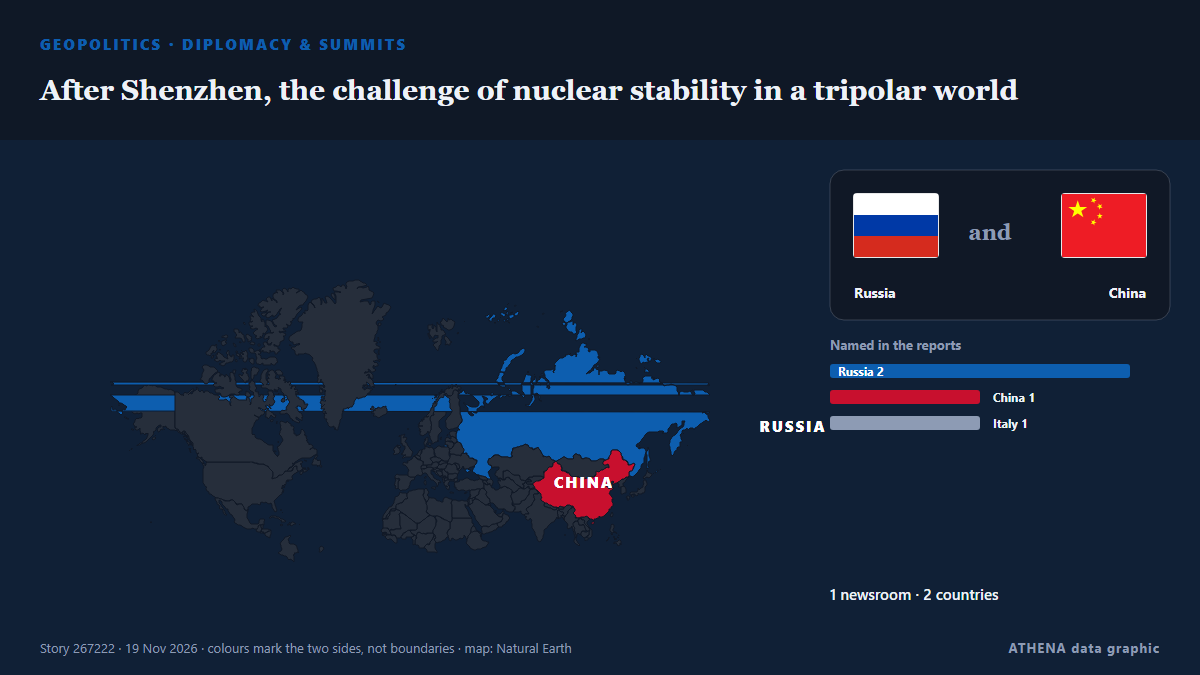 GEOPOLITICS · DIPLOMACY & SUMMITS
After Shenzhen, the challenge of nuclear stability in a tripolar world
and
Russia
China
Named in the reports
Russia 2
China 1
Italy 1
RUSSIA
CHINA
1 newsroom · 2 countries
Story 267222 · 19 Nov 2026 · colours mark the two sides, not boundaries · map: Natural Earth
ATHENA data graphic